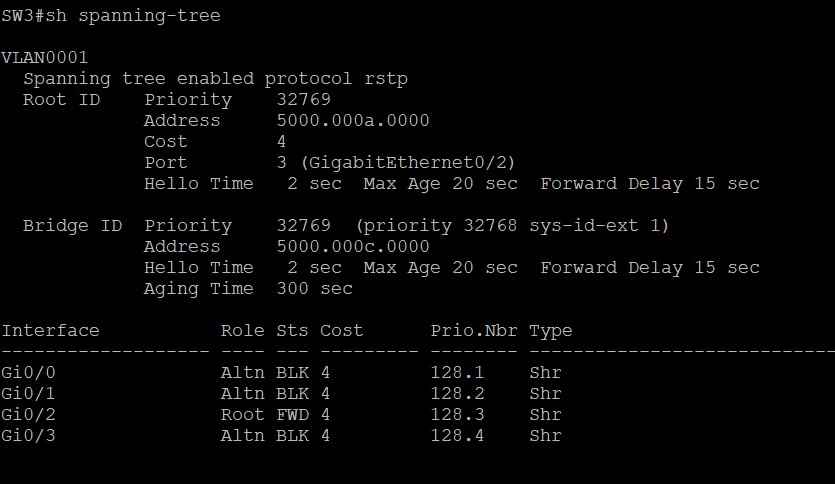 SW3#sh spanning-tree
VLAN0001
  Spanning tree enabled protocol rstp
  Root ID    Priority    32769
             Address     5000.000a.0000
             Cost        4
             Port        3 (GigabitEthernet0/2)
             Hello Time   2 sec  Max Age 20 sec  Forward Delay 15 sec
  Bridge ID  Priority    32769  (priority 32768 sys-id-ext 1)
             Address     5000.000c.0000
             Hello Time   2 sec  Max Age 20 sec  Forward Delay 15 sec
             Aging Time  300 sec
Interface           Role Sts Cost      Prio.Nbr Type
------------------- ---- --- --------- -------- ----------------------------
Gi0/0               Altn BLK 4         128.1    Shr
Gi0/1               Altn BLK 4         128.2    Shr
Gi0/2               Root FWD 4         128.3    Shr
Gi0/3               Altn BLK 4         128.4    Shr